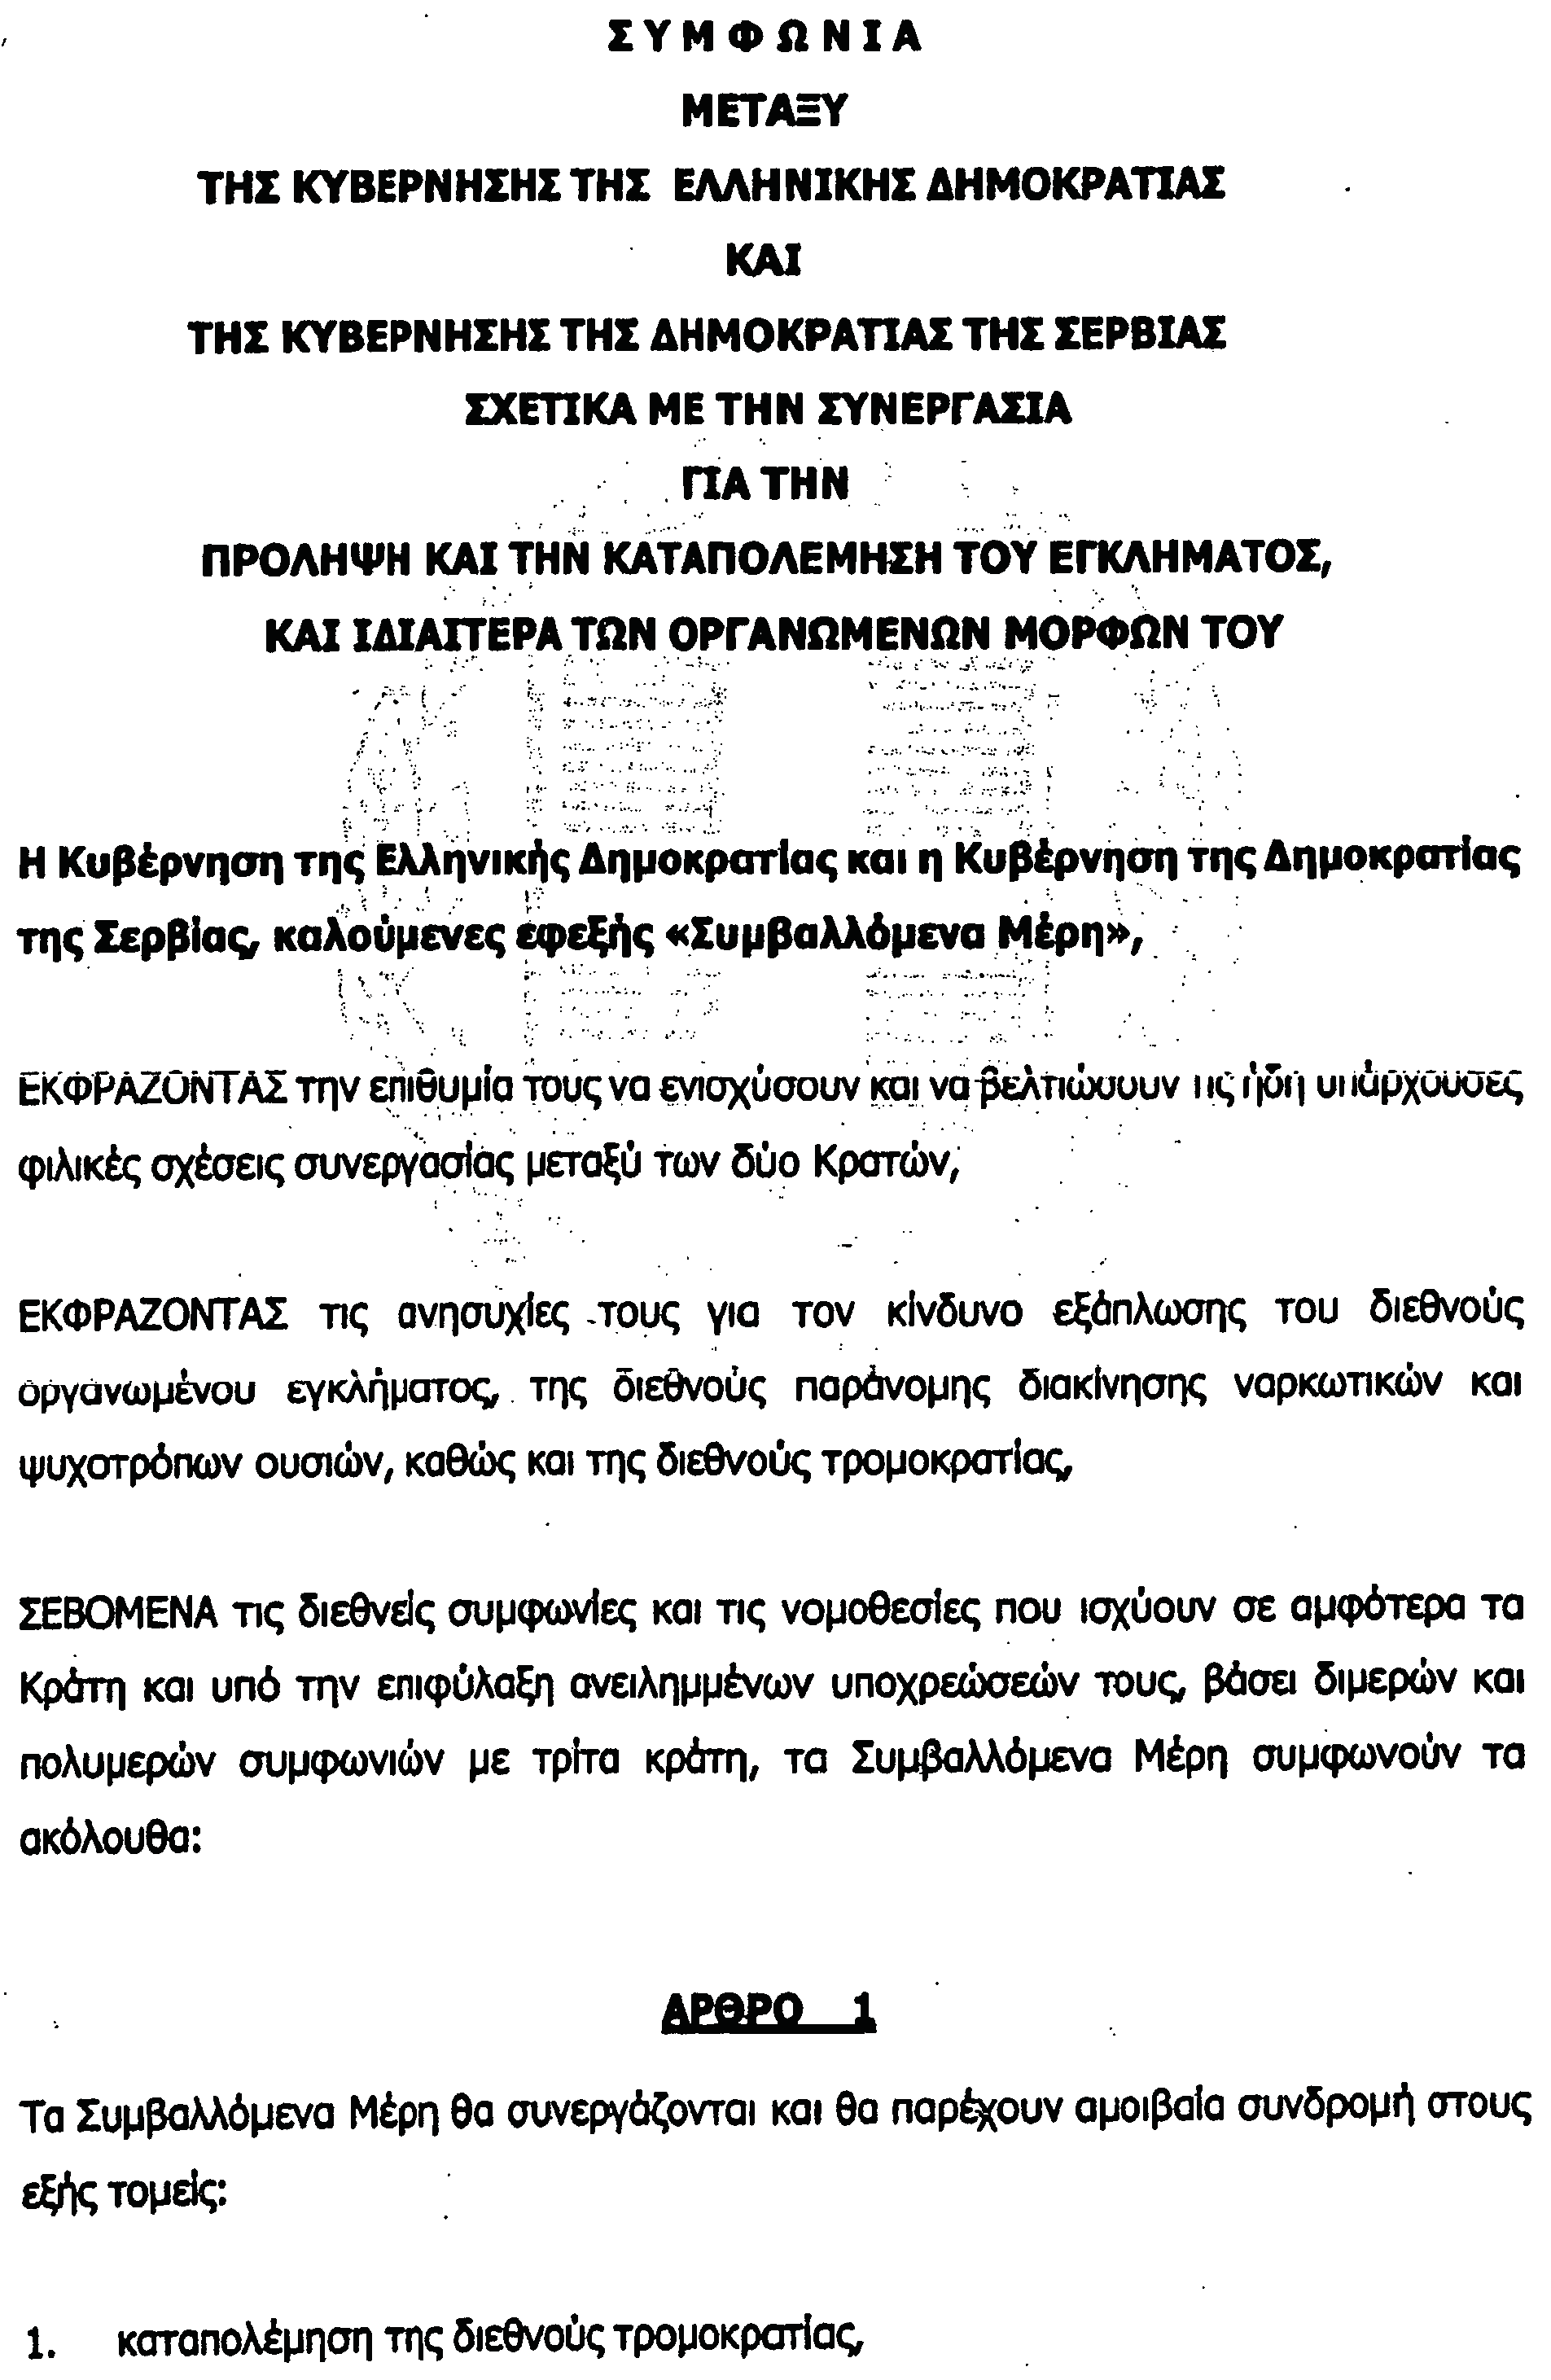 ΣΥΜΦΩΝΙΑ
ΜΕΤΑΞΥ
ΤΗΣ ΚΥΒΕΡΝΗΣΗΣ ΤΗΣ ΕΛΛΗΝΙΚΗΣ ΔΗΜΟΚΡΑΤΙΑΣ
ΚΑΙ
ΤΗΣ ΚΥΒΕΡΝΗΣΗΣ ΤΗΣ ΔΗΜΟΚΡΑΤΙΑΣ ΤΗΣ ΣΕΡΒΙΑΣ
ΣΧΕΤΙΚΑ ΜΕ ΤΗΝ ΣΥΝΕΡΓΑΣΙΑ
ΓΙΑ ΤΗΝ
ΠΡΟΛΗΨΗ ΚΑΙ ΤΗΝ ΚΑΤΑΠΟΛΕΜΗΣΗ ΤΟΥ ΕΓΚΛΗΜΑΤΟΣ,
ΚΑΙ ΙΔΙΑΙΤΕΡΑ ΤΩΝ ΟΡΓΑΝΩΜΕΝΩΝ ΜΟΡΦΩΝ ΤΟΥ
Η Κυβέρνηση της Ελληνικής Δημοκρατίας και η Κυβέρνηση της Δημοκρατίας
της Σερβίας, καλούμενες εφεξής «Συμβαλλόμενα Μέρη»,
ΕΚΦΡΑΖΟΝΤΑΣ την επιθυμία τους να ενισχύσουν και να βελτιώσουν τις ήδη υπάρχουσες
φιλικές σχέσεις συνεργασίας μεταξύ των δύο Κρατών,
ΕΚΦΡΑΖΟΝΤΑΣ τις ανησυχίες τους για τον κίνδυνο εξάπλωσης του διεθνούς
οργανωμένου εγκλήματος, της διεθνούς παράνομης διακίνησης ναρκωτικών και
ψυχοτρόπων ουσιών, καθώς και της διεθνούς τρομοκρατίας,
ΣΕΒΟΜΕΝΑ τις διεθνείς συμφωνίες και τις νομοθεσίες που ισχύουν σε αμφότερα τα
Κράτη και υπό την επιφύλαξη ανειλημμένων υποχρεώσεών τους, βάσει διμερών και
πολυμερών συμφωνιών με τρίτα κράτη, τα Συμβαλλόμενα Μέρη συμφωνούν τα
ακόλουθα:
ΑΡΘΡΟ 1
Τα Συμβαλλόμενα Μέρη θα συνεργάζονται και θα παρέχουν αμοιβαία συνδρομή στους
εξής τομείς:
1. καταπολέμηση της διεθνούς τρομοκρατίας,